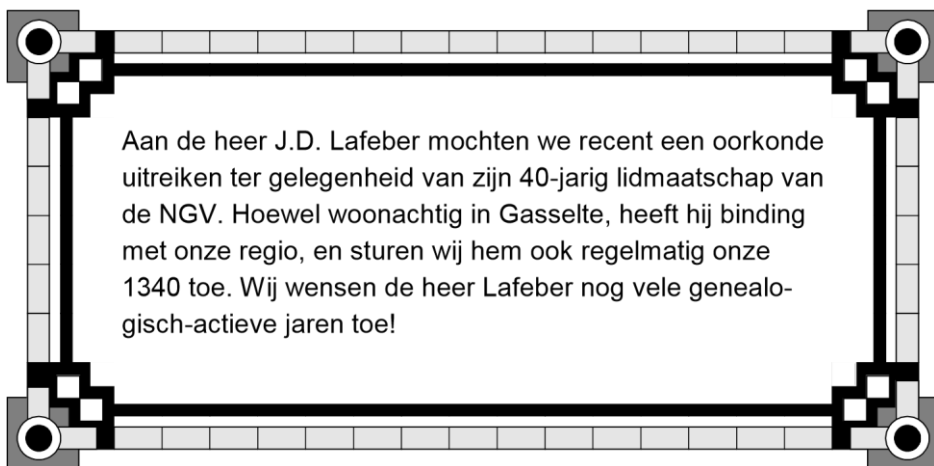 Aan de heer J.D. Lafeber mochten we recent een oorkonde
uitreiken ter gelegenheid van zijn 40-jarig lidmaatschap van
de NGV. Hoewel woonachtig in Gasselte, heeft hij binding
met onze regio, en sturen wij hem ook regelmatig onze
1340 toe. Wij wensen de heer Lafeber nog vele genealo-
gisch-actieve jaren toe!